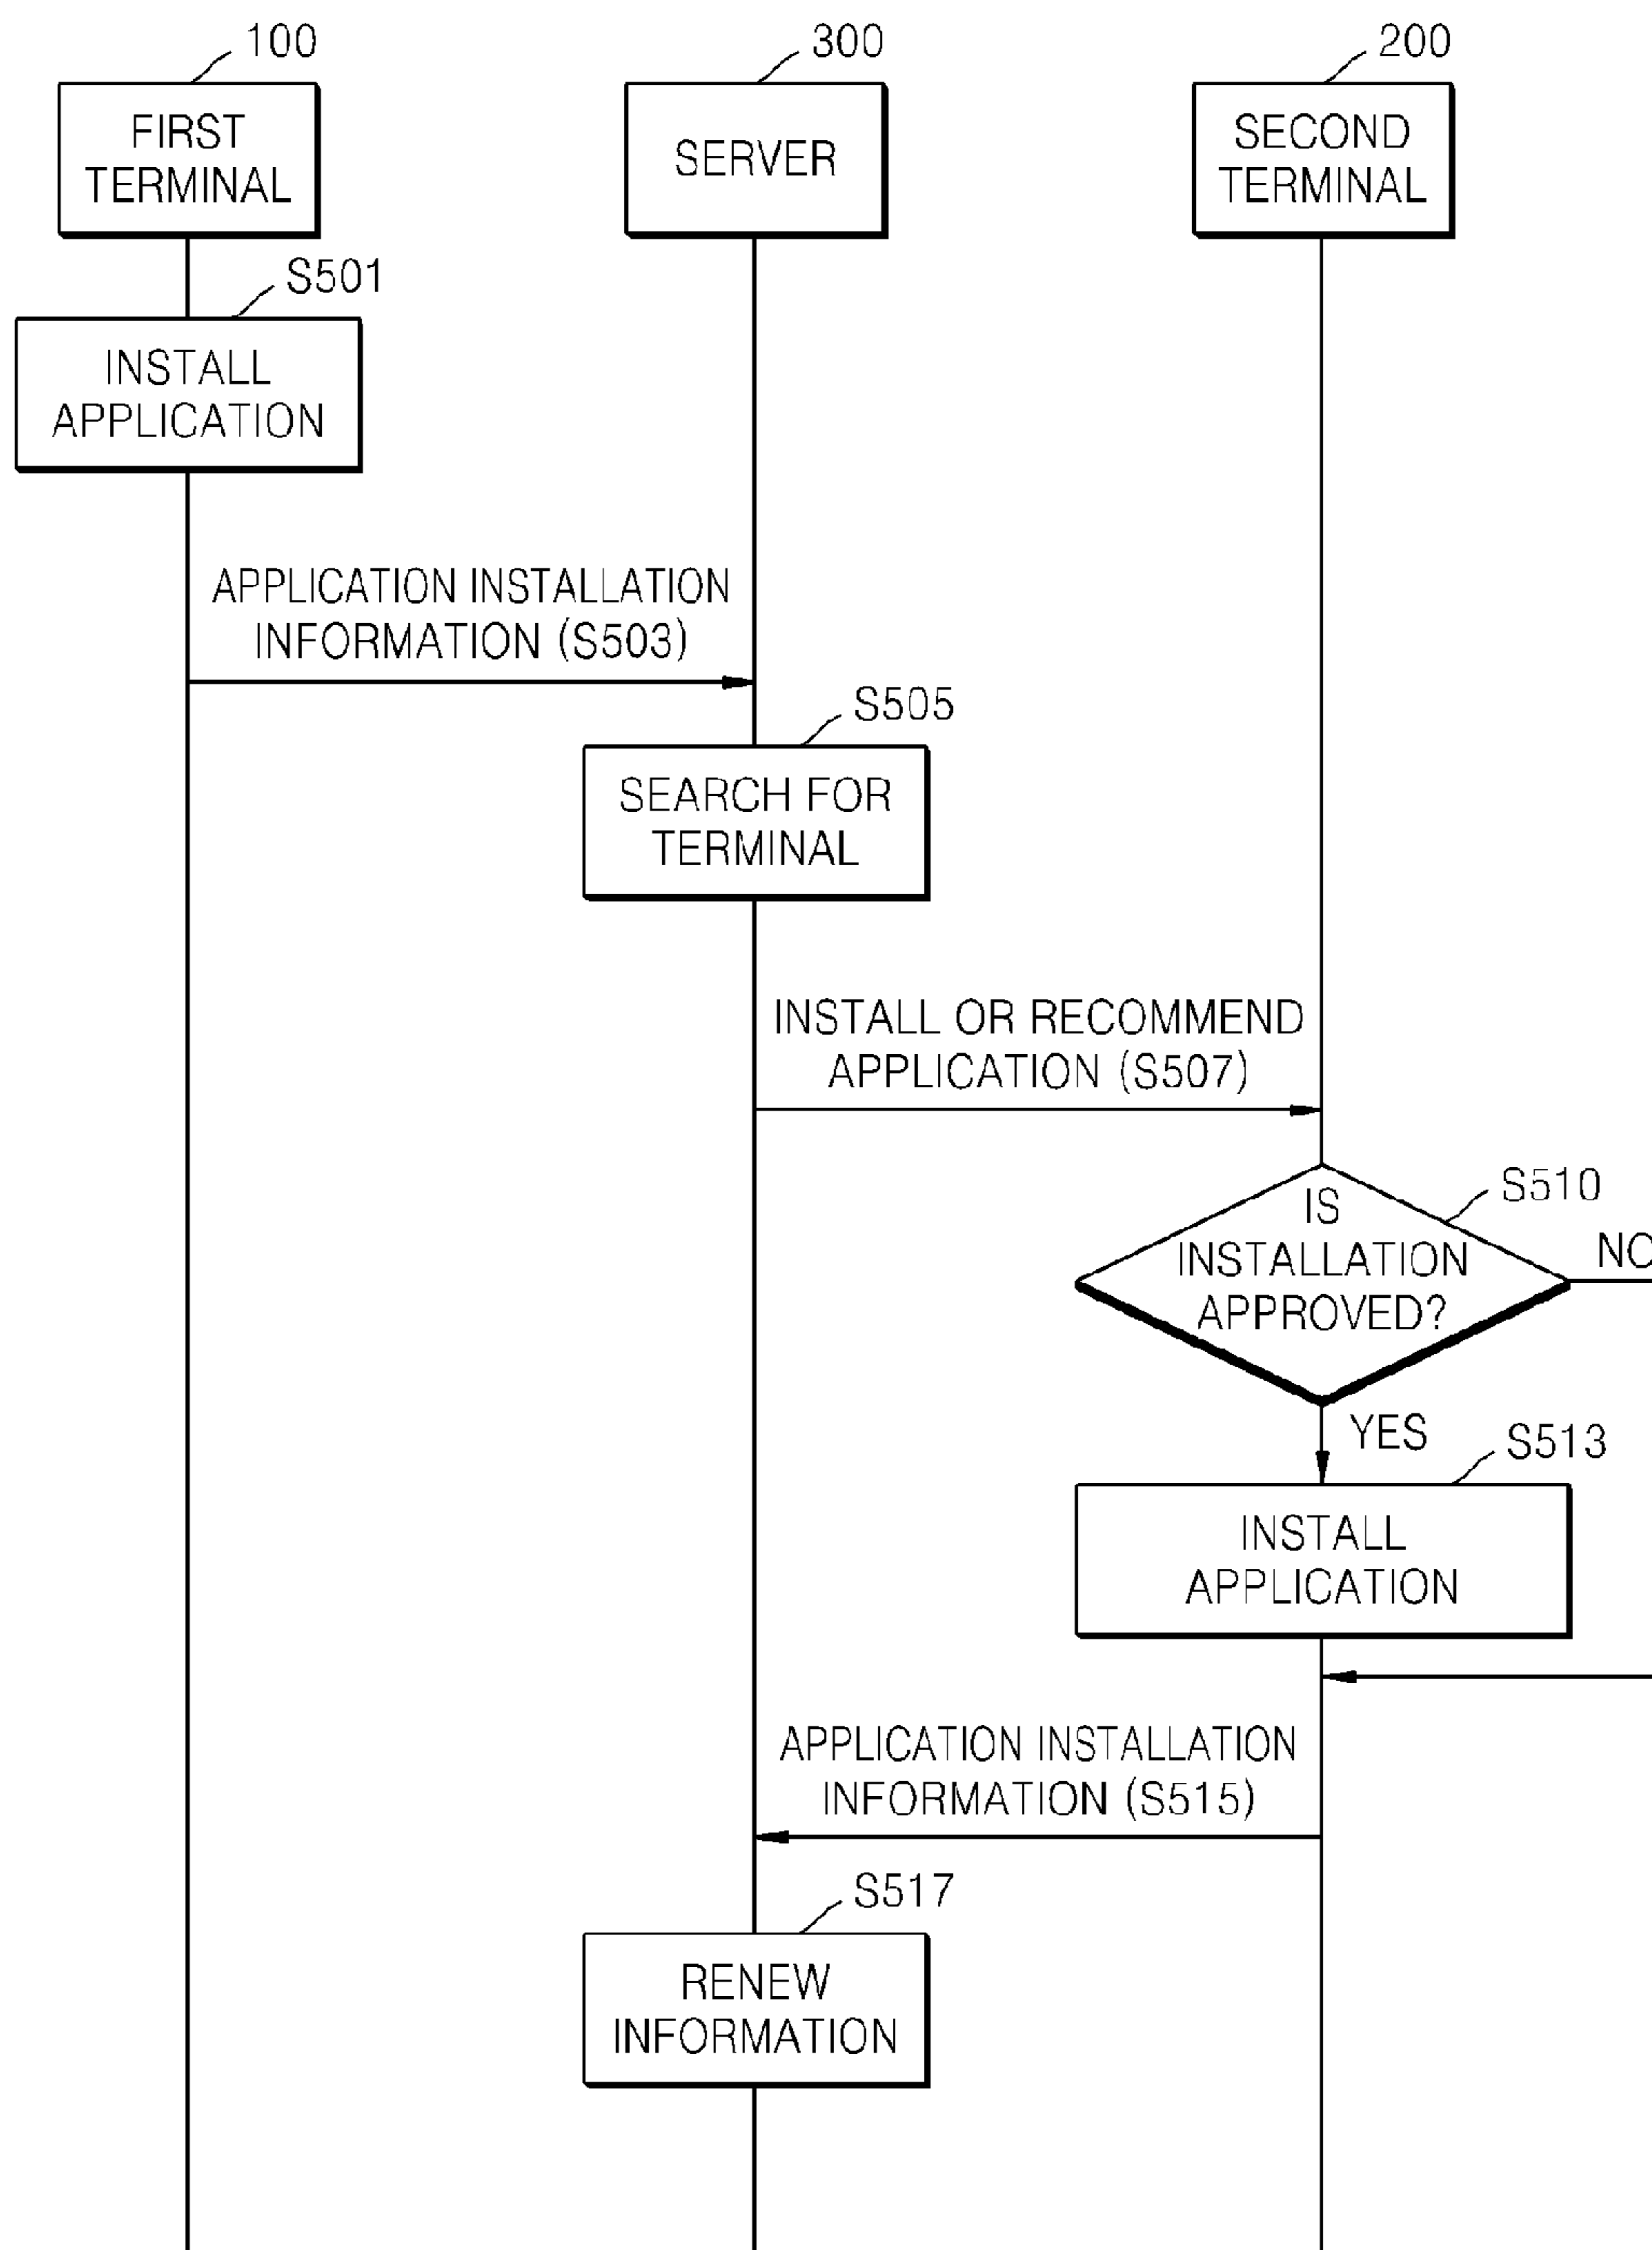 100
300
200
FIRST
TERMINAL
SERVER
SECOND
TERMINAL
S501
INSTALL
APPLICATION
APPLICATION INSTALLATION
INFORMATION (S503)
S505
SEARCH FOR
TERMINAL
INSTALL OR RECOMMEND
APPLICATION (S507)
S510
IS
INSTALLATION
APPROVED?
NO
YES
S513
INSTALL
APPLICATION
APPLICATION INSTALLATION
INFORMATION (S515)
S517
RENEW
INFORMATION